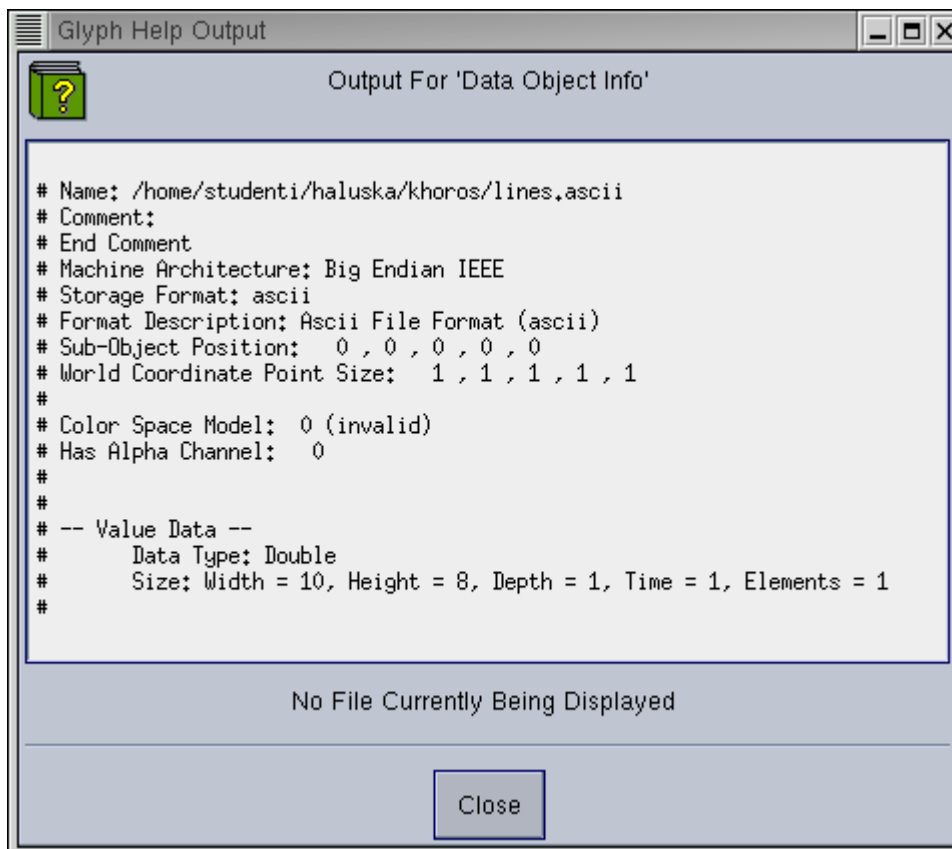 Glyph Help Output
?
Output For 'Data Object Info'
# Name: /home/studenti/haluska/khoros/lines.ascii
# Comment:
# End Comment
# Machine Architecture: Big Endian IEEE
# Storage Format: ascii
# Format Description: Ascii File Format (ascii)
# Sub-Object Position:   0 , 0 , 0 , 0 , 0
# World Coordinate Point Size:   1 , 1 , 1 , 1 , 1
#
# Color Space Model:  0 (invalid)
# Has Alpha Channel:   0
#
#
# -- Value Data --
#       Data Type: Double
#       Size: Width = 10, Height = 8, Depth = 1, Time = 1, Elements = 1
#
No File Currently Being Displayed
Close